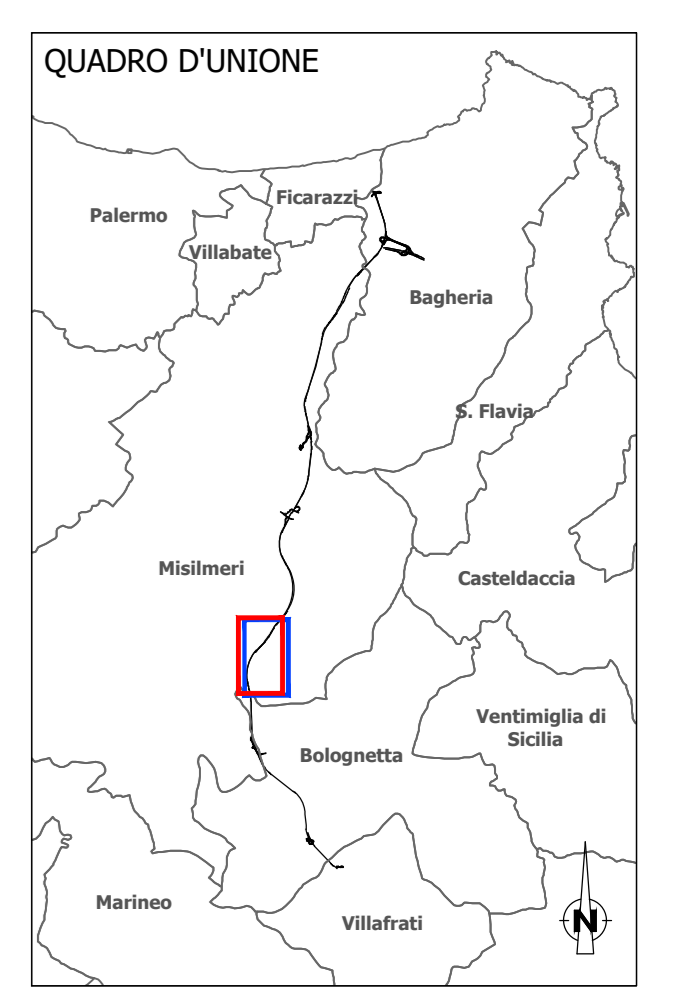 QUADRO D'UNIONE
Ficarazzi
Palermo
Villabate
Bagheria
S. Flavia
Misilmeri
Casteldaccia
Ventimiglia di
Sicilia
Bolognetta
Marineo
Villafrati
N